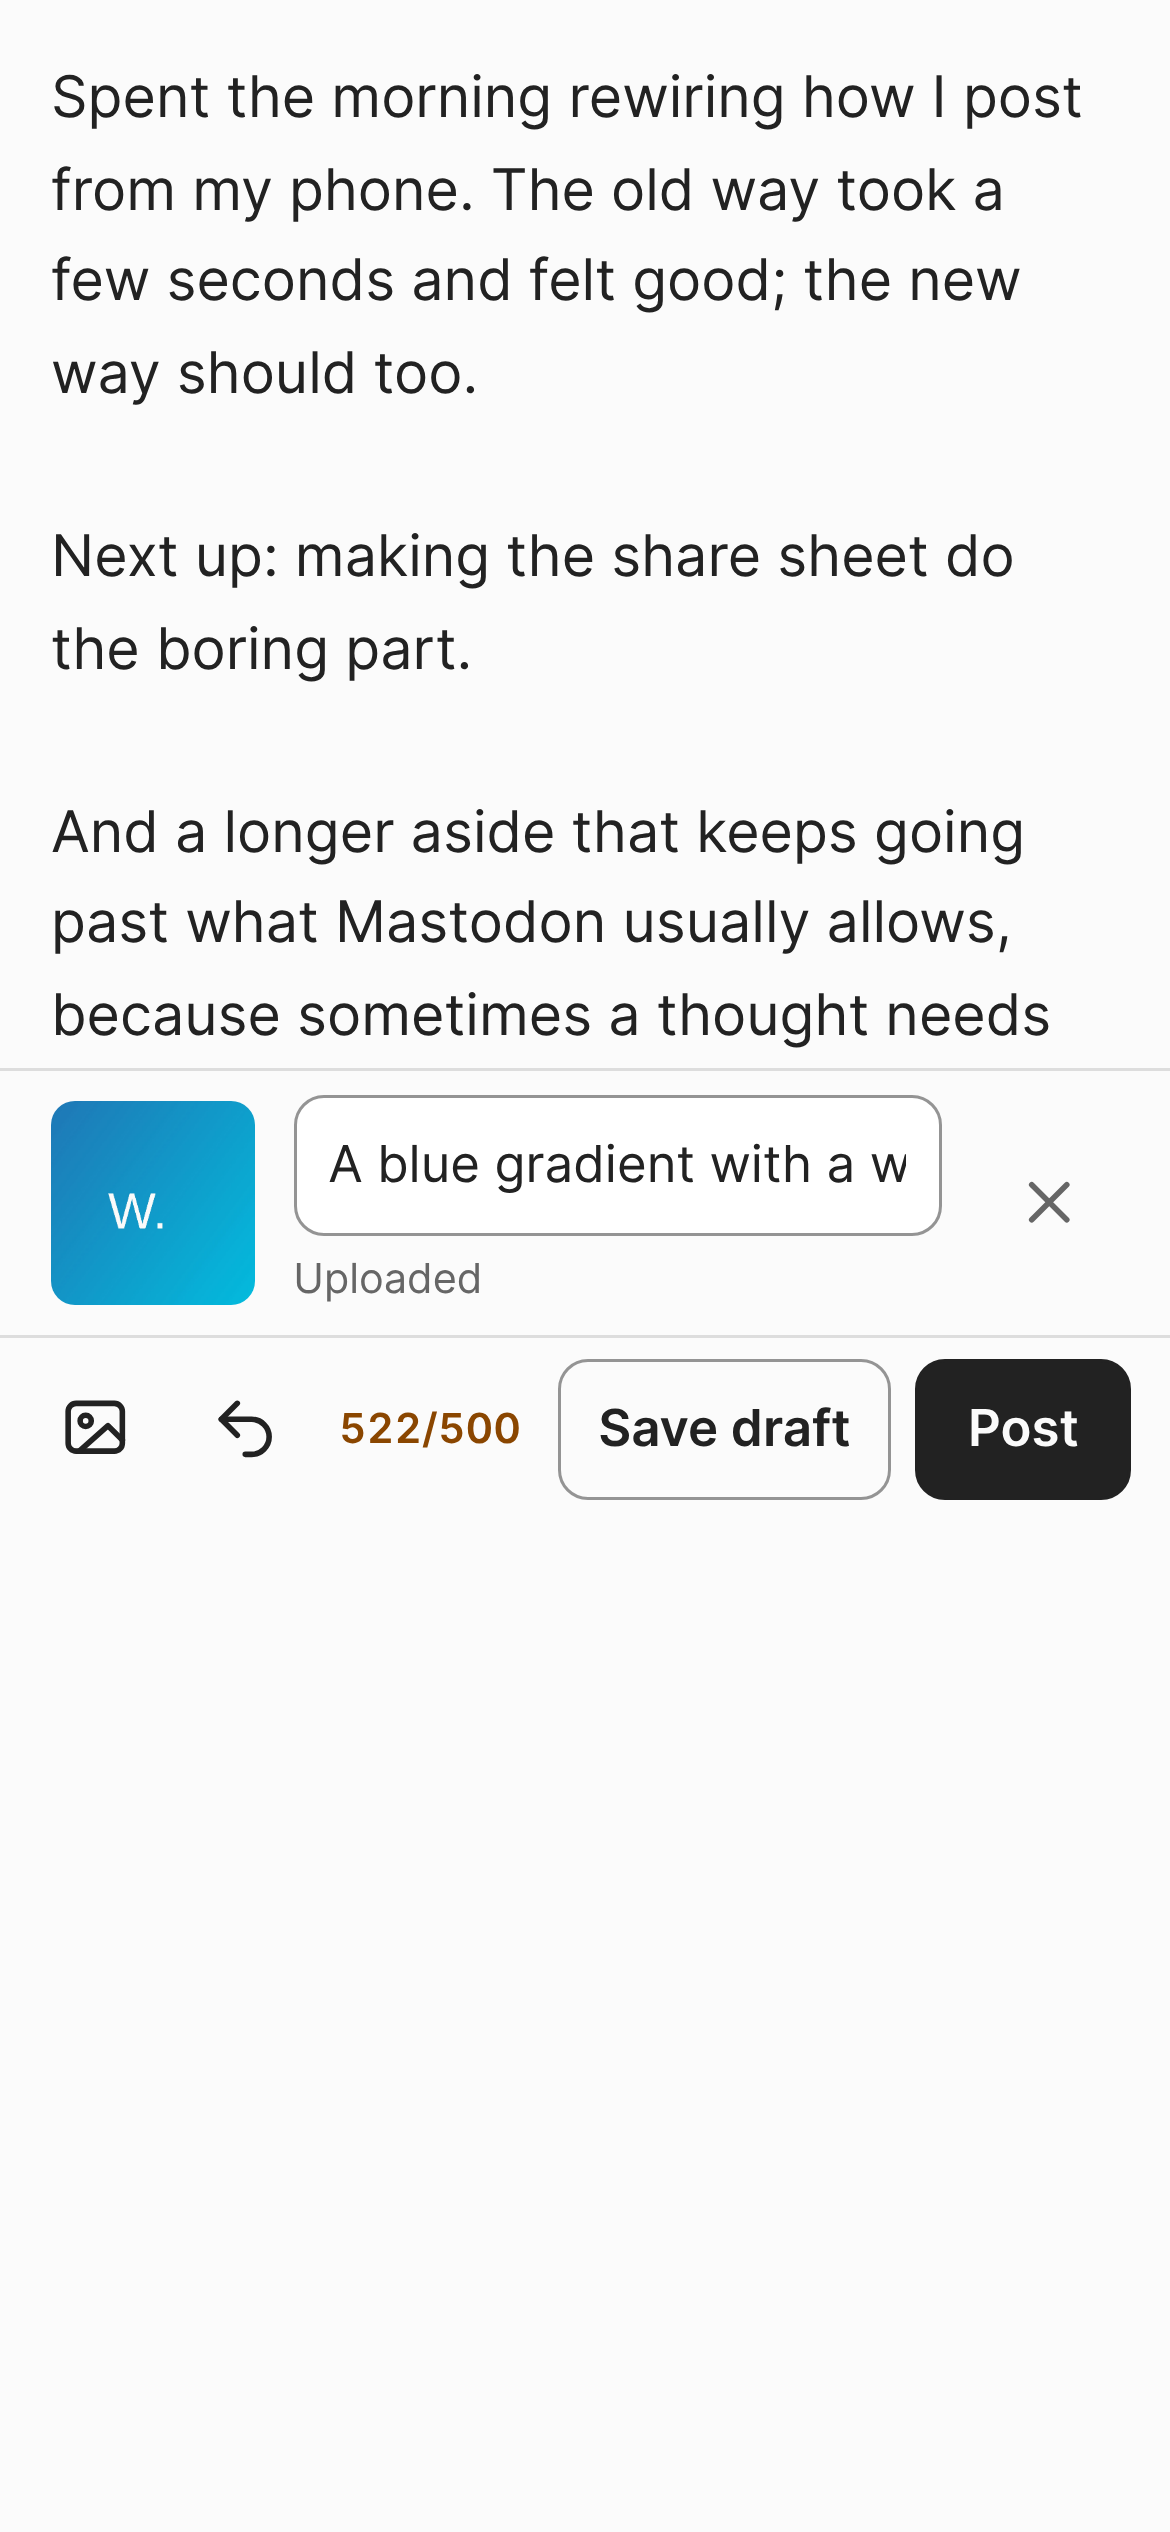 Spent the morning rewiring how I post
from my phone. The old way took a
few seconds and felt good; the new
way should too.
Next up: making the share sheet do
the boring part.
And a longer aside that keeps going
past what Mastodon usually allows,
because sometimes a thought needs
W.
A blue gradient with a w
Uploaded
522/500
Save draft
Post